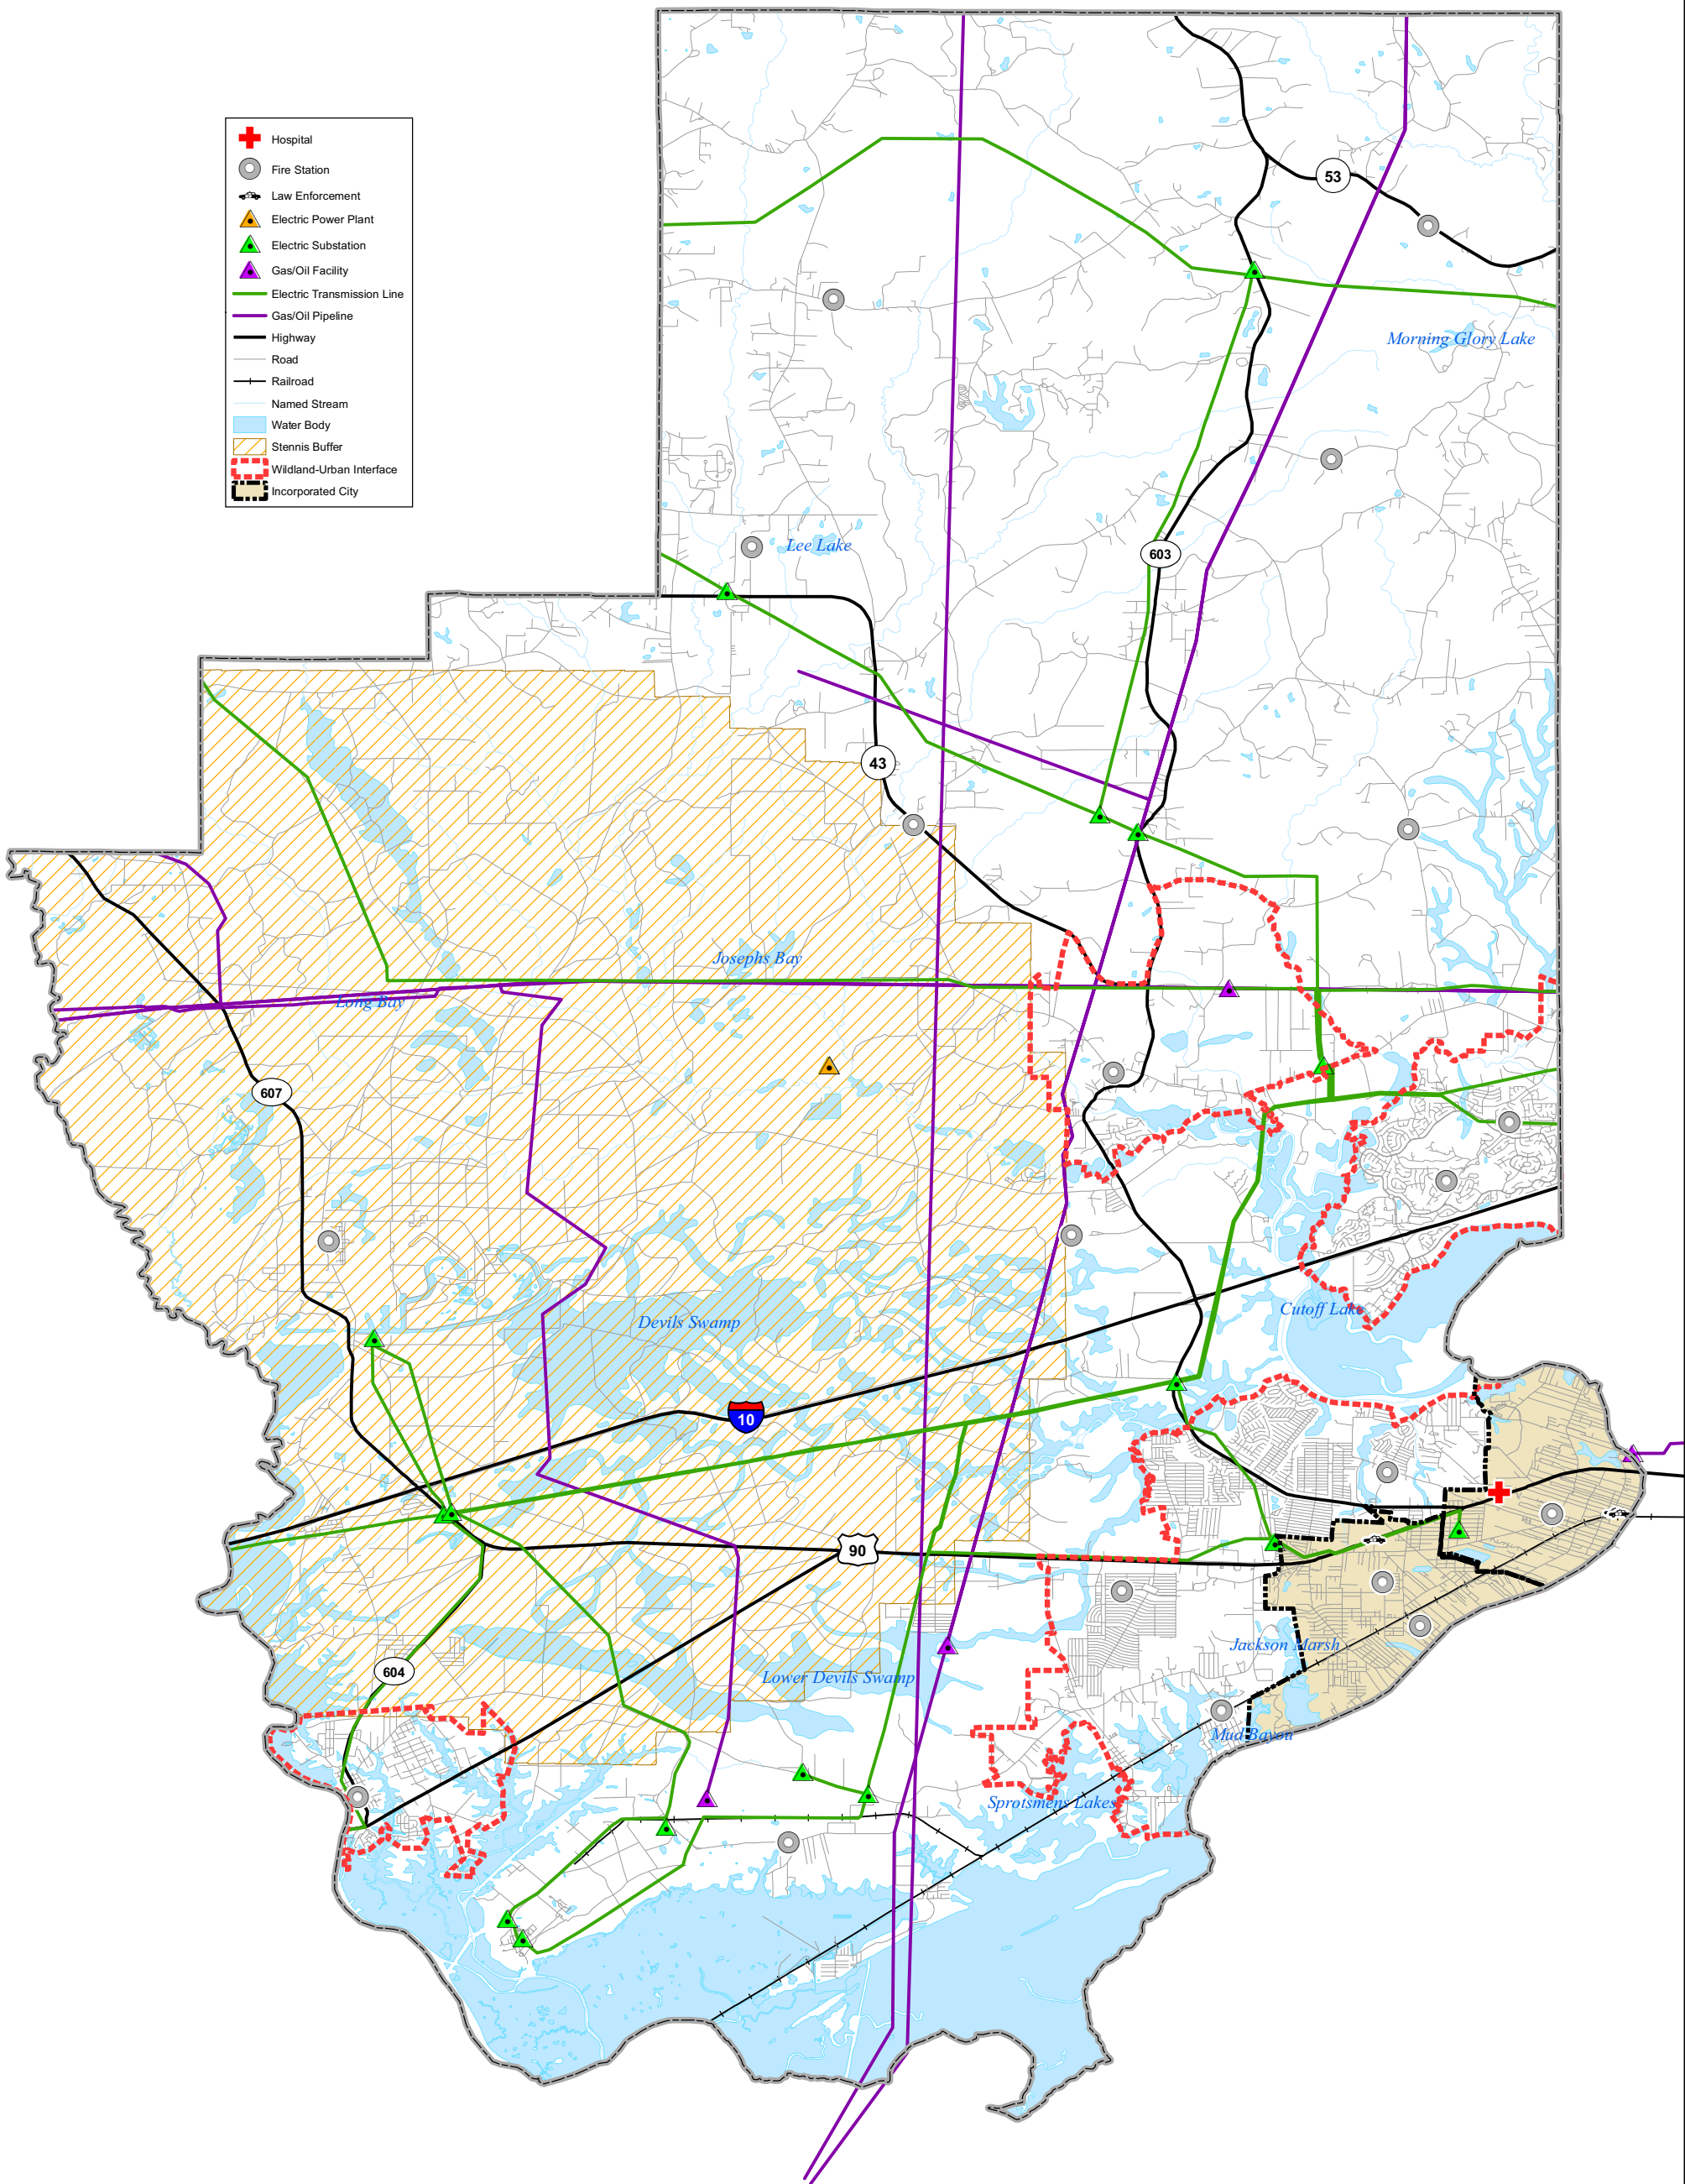 Hospital
Fire Station
Law Enforcement
Electric Power Plant
Electric Substation
Gas/Oil Facility
Electric Transmission Line
Gas/Oil Pipeline
Highway
Road
Railroad
Named Stream
Water Body
Stennis Buffer
Wildland-Urban Interface
Incorporated City
53
Morning Glory Lake
Lee Lake
603
43
Josephs Bay
Long Bay
607
Cutoff Lake
Devils Swamp
10
90
Jackson Marsh
604
Lower Devils Swamp
Mud Bayou
Sprotsmens Lakes